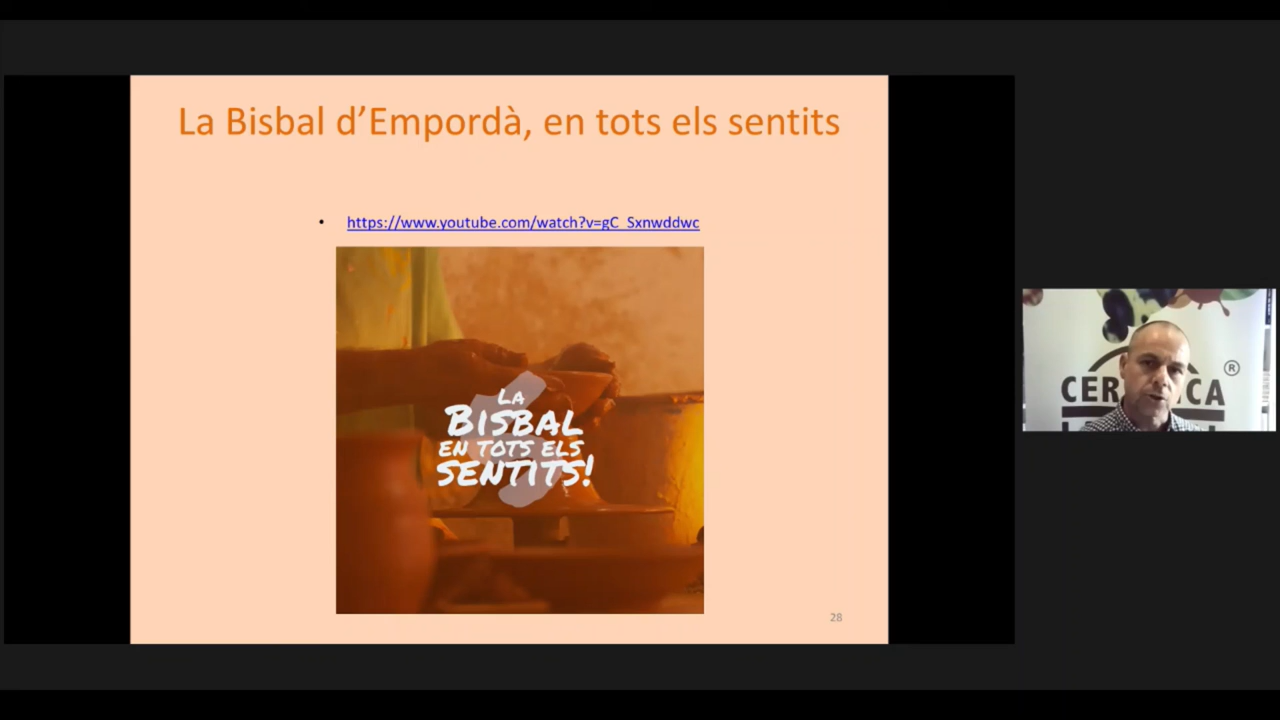 La Bisbal d'Empordà, en tots els sentits
• https://www.youtube.com/watch?v=gC_Sxnwddwc
LA
BISBAL
EN TOTS ELS
SENTITS!
28
®